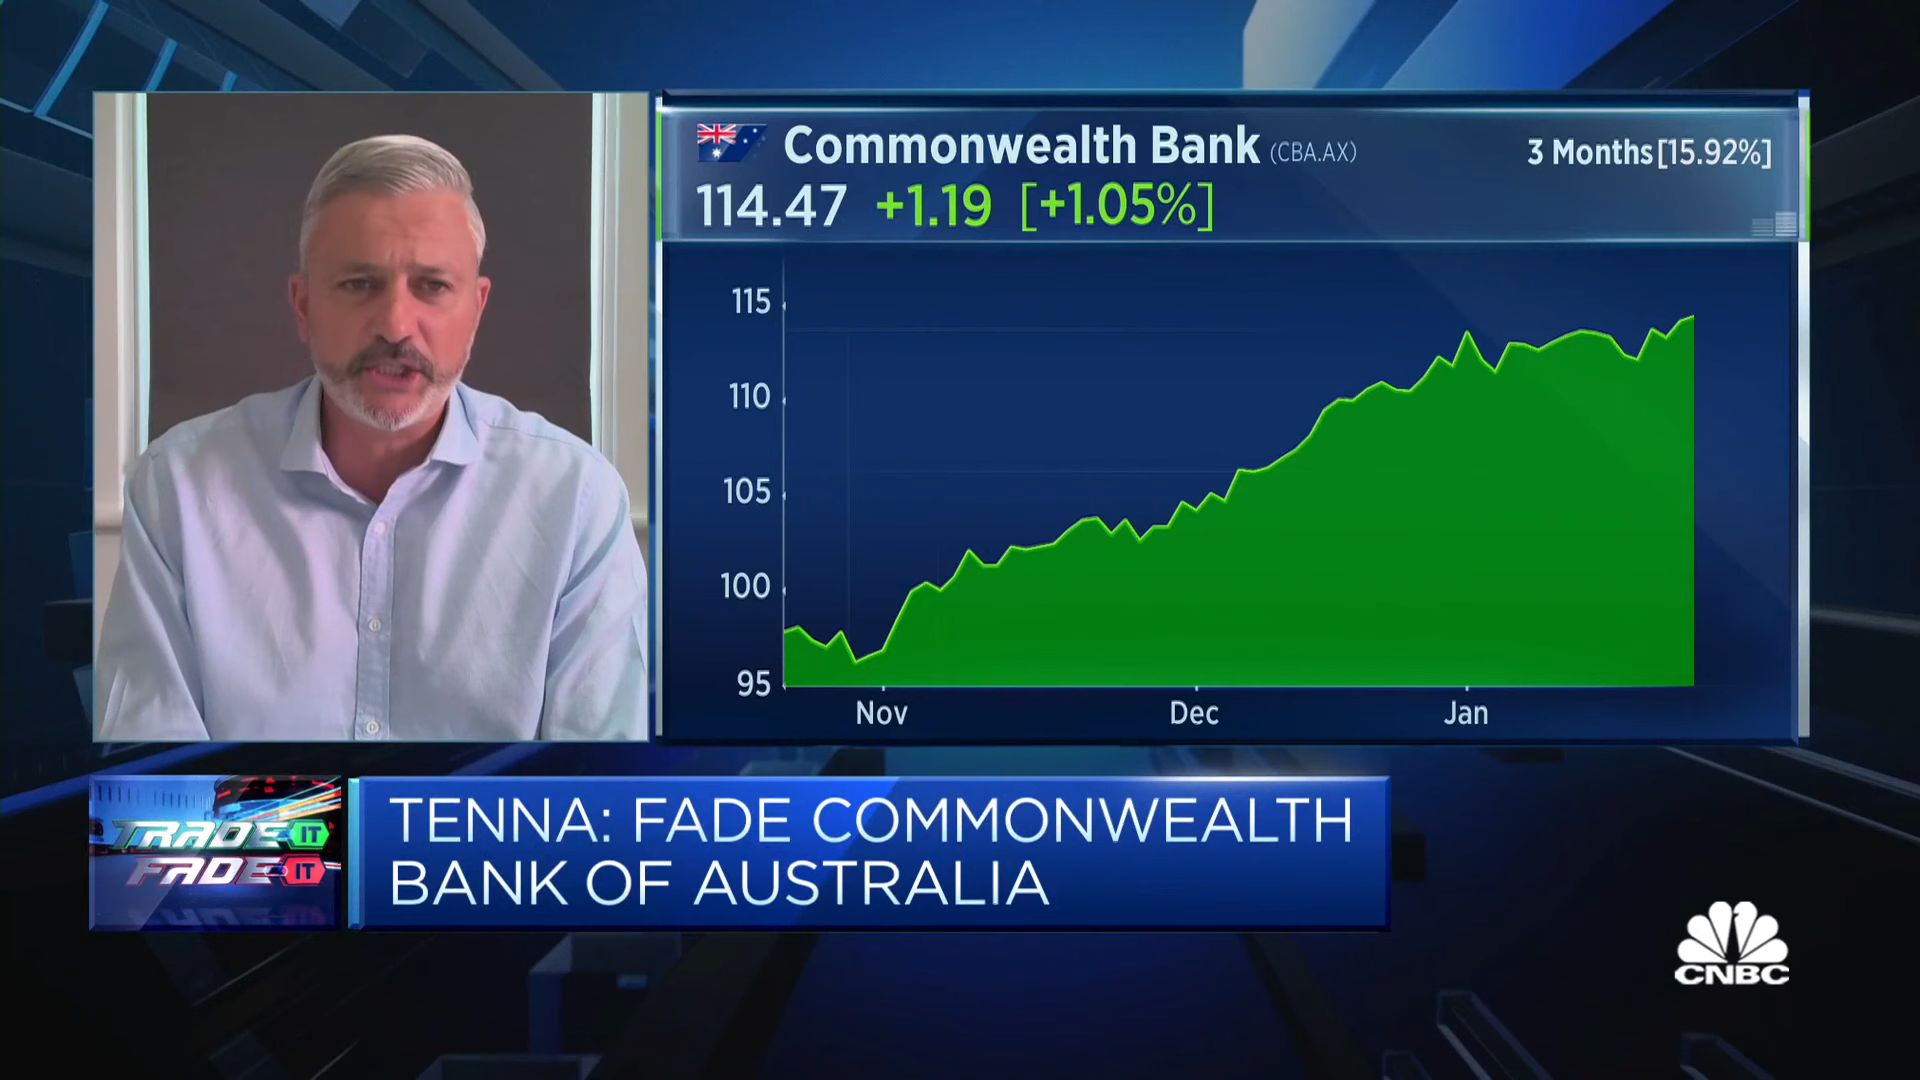 Commonwealth Bank (CBA.AX)
3 Months [15.92%]
114.47 +1.19 [+1.05%]
115
110
105
100
95
Nov Dec Jan
TRADE IT
FADE IT
TENNA: FADE COMMONWEALTH
BANK OF AUSTRALIA
CNBC